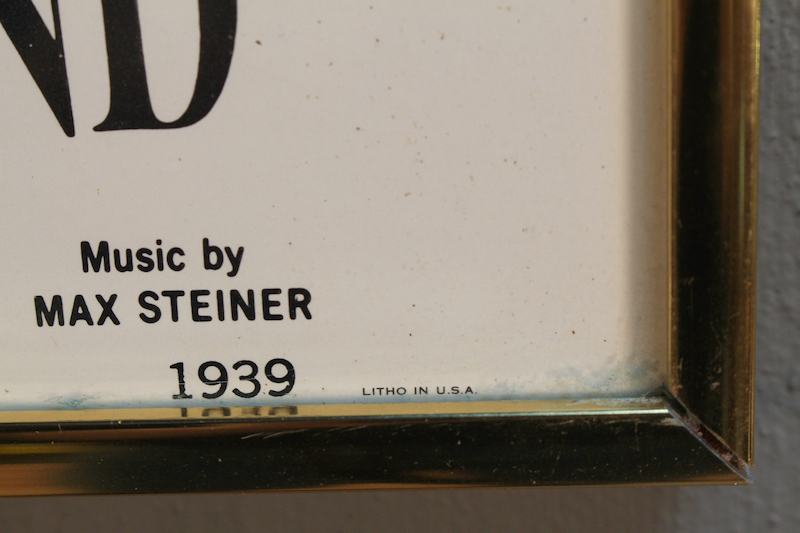 ND
Music by
MAX STEINER
1939
LITHO IN U.S.A.